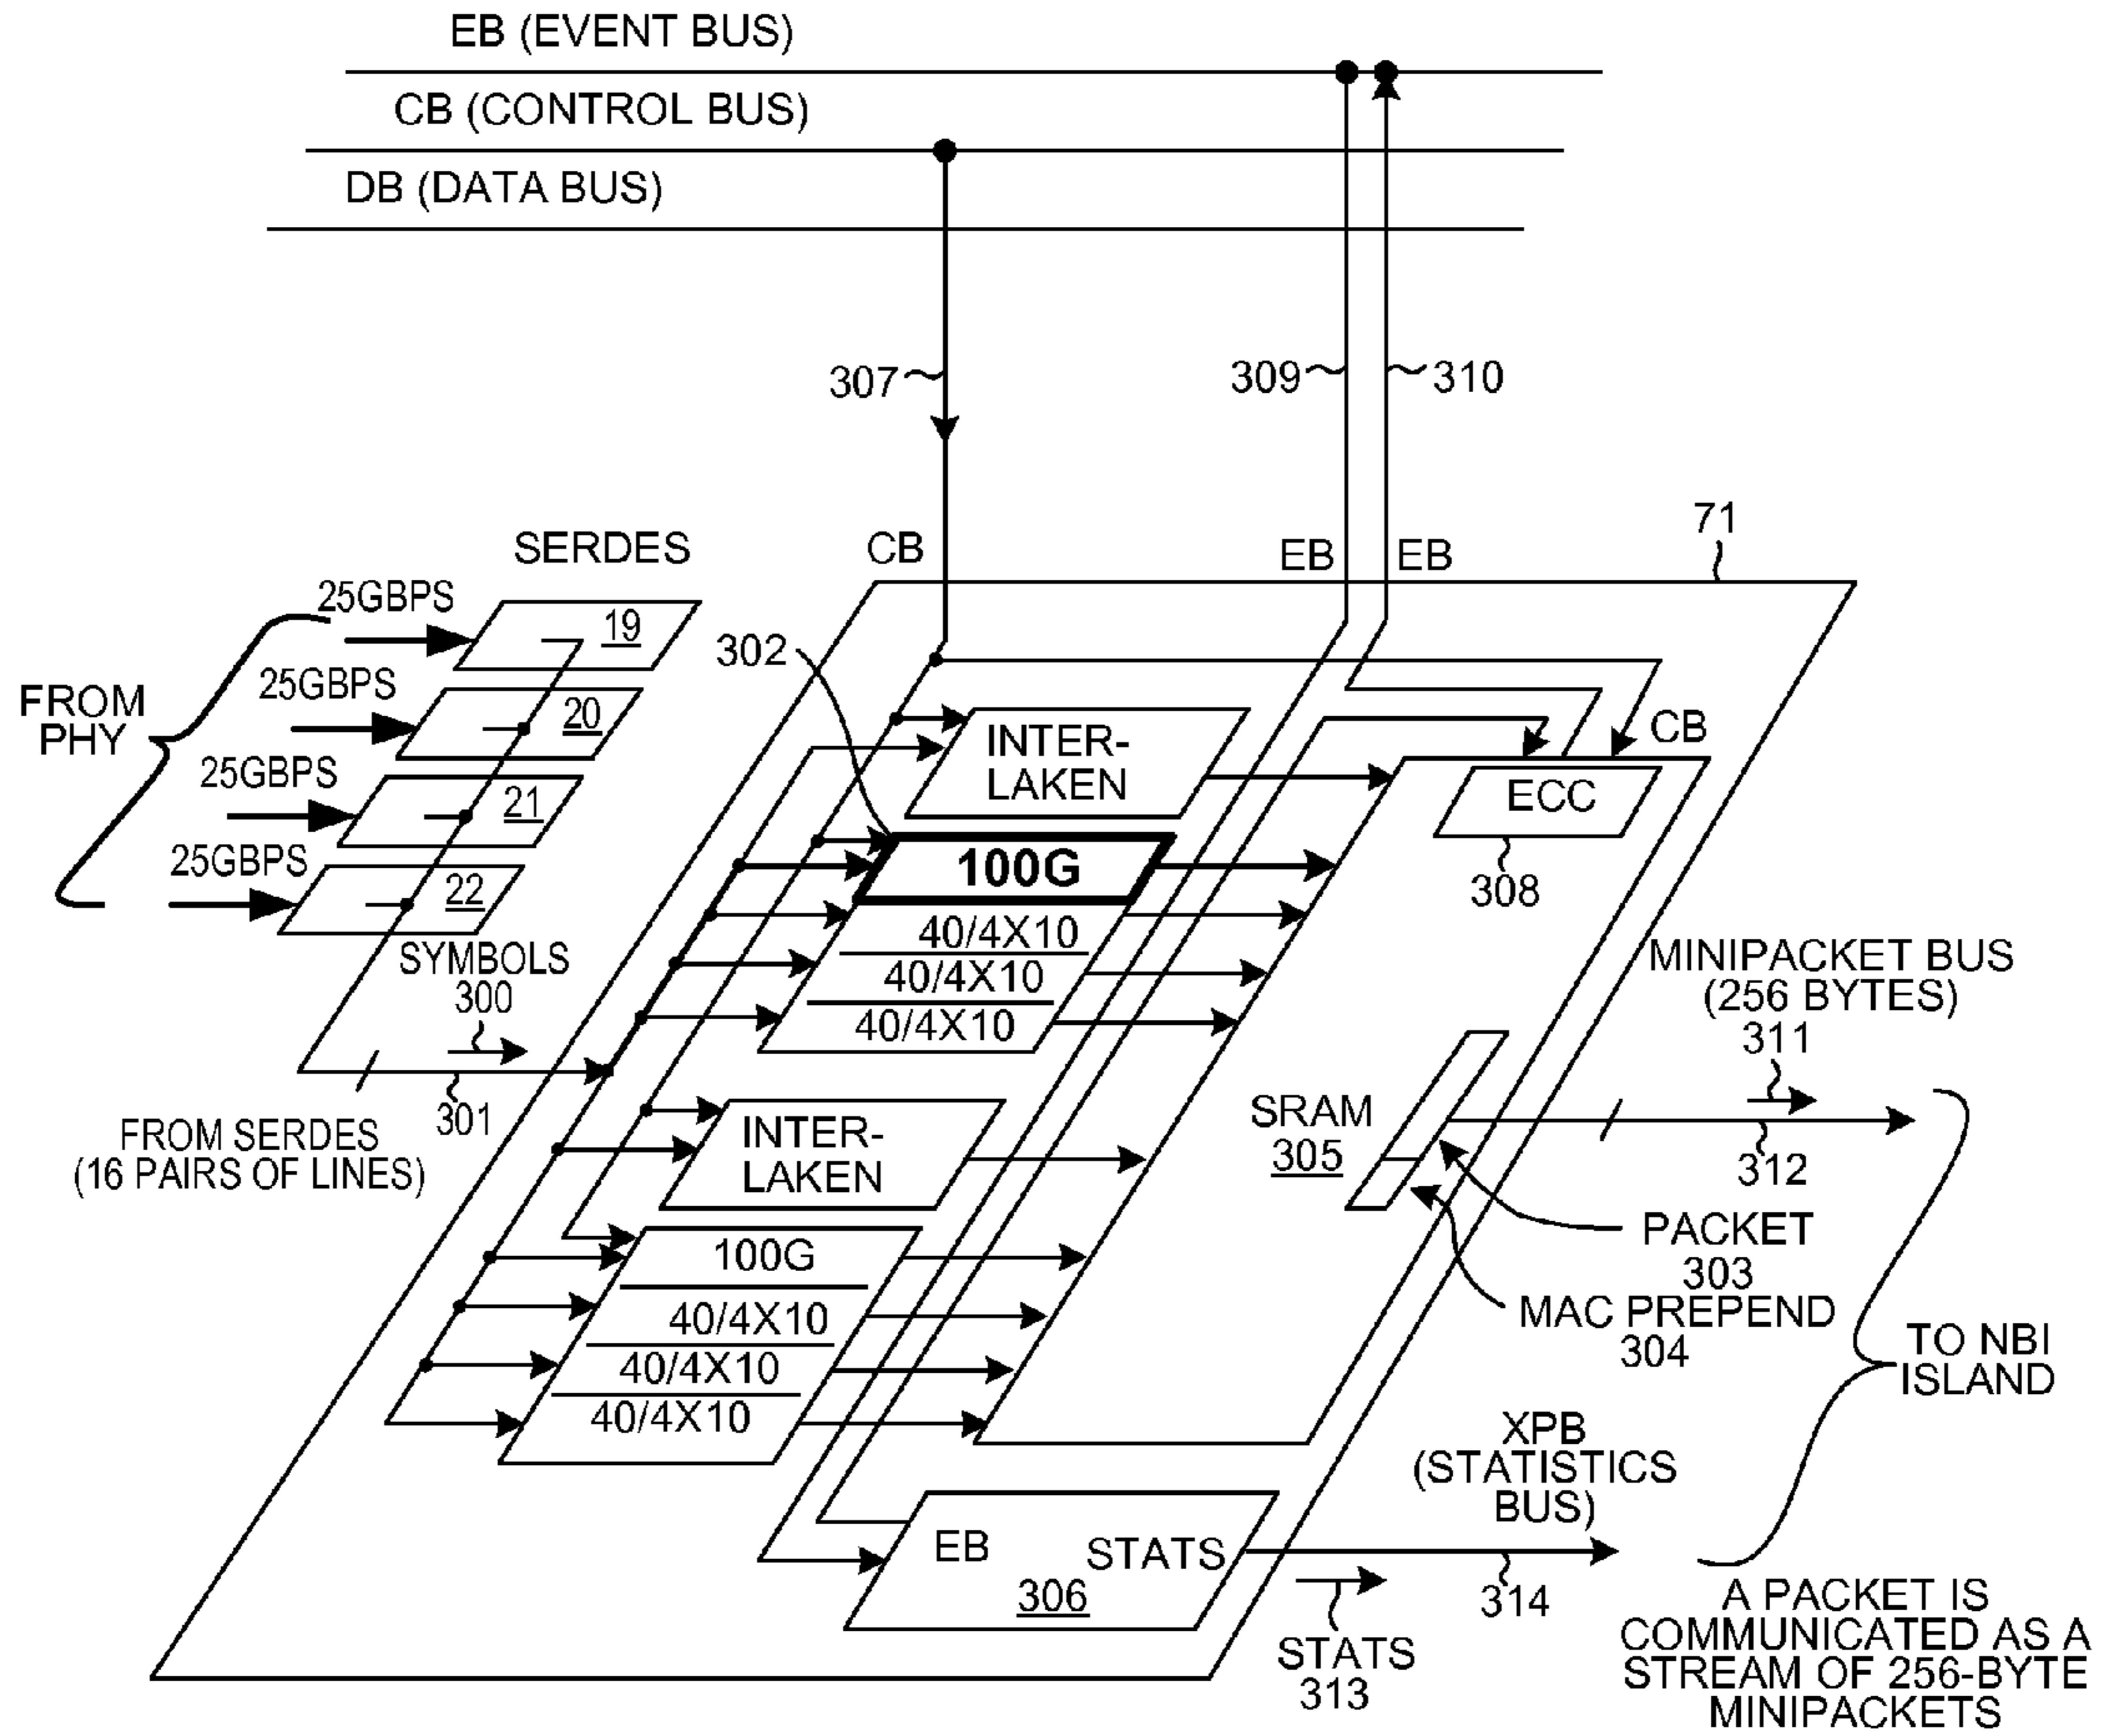 EB (EVENT BUS)
CB (CONTROL BUS)
DB (DATA BUS)
307
309
310
71
SERDES
CB
EB
EB
25GBPS
19
302
25GBPS
20
FROM
PHY
INTER-
LAKEN
CB
25GBPS
21
ECC
308
25GBPS
22
100G
40/4X10
40/4X10
40/4X10
SYMBOLS
300
MINIPACKET BUS
(256 BYTES)
311
301
FROM SERDES
(16 PAIRS OF LINES)
INTER-
LAKEN
SRAM
305
312
PACKET
303
MAC PREPEND
304
100G
40/4X10
40/4X10
40/4X10
TO NBI
ISLAND
XPB
(STATISTICS
BUS)
EB
STATS
306
314
STATS
313
A PACKET IS
COMMUNICATED AS A
STREAM OF 256-BYTE
MINIPACKETS